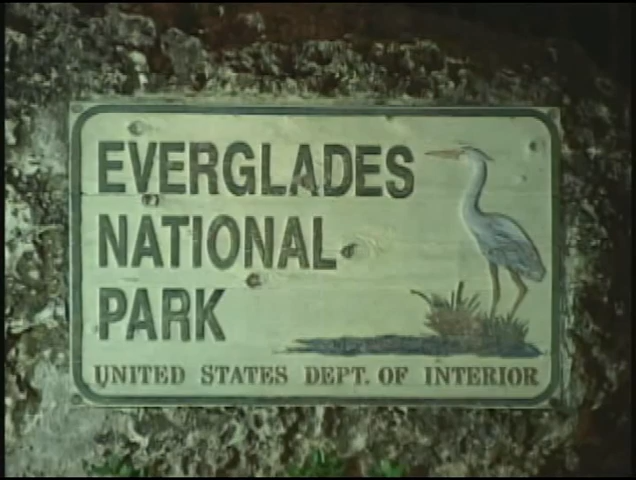 EVERGLADES
NATIONAL
PARK
UNITED STATES DEPT. OF INTERIOR